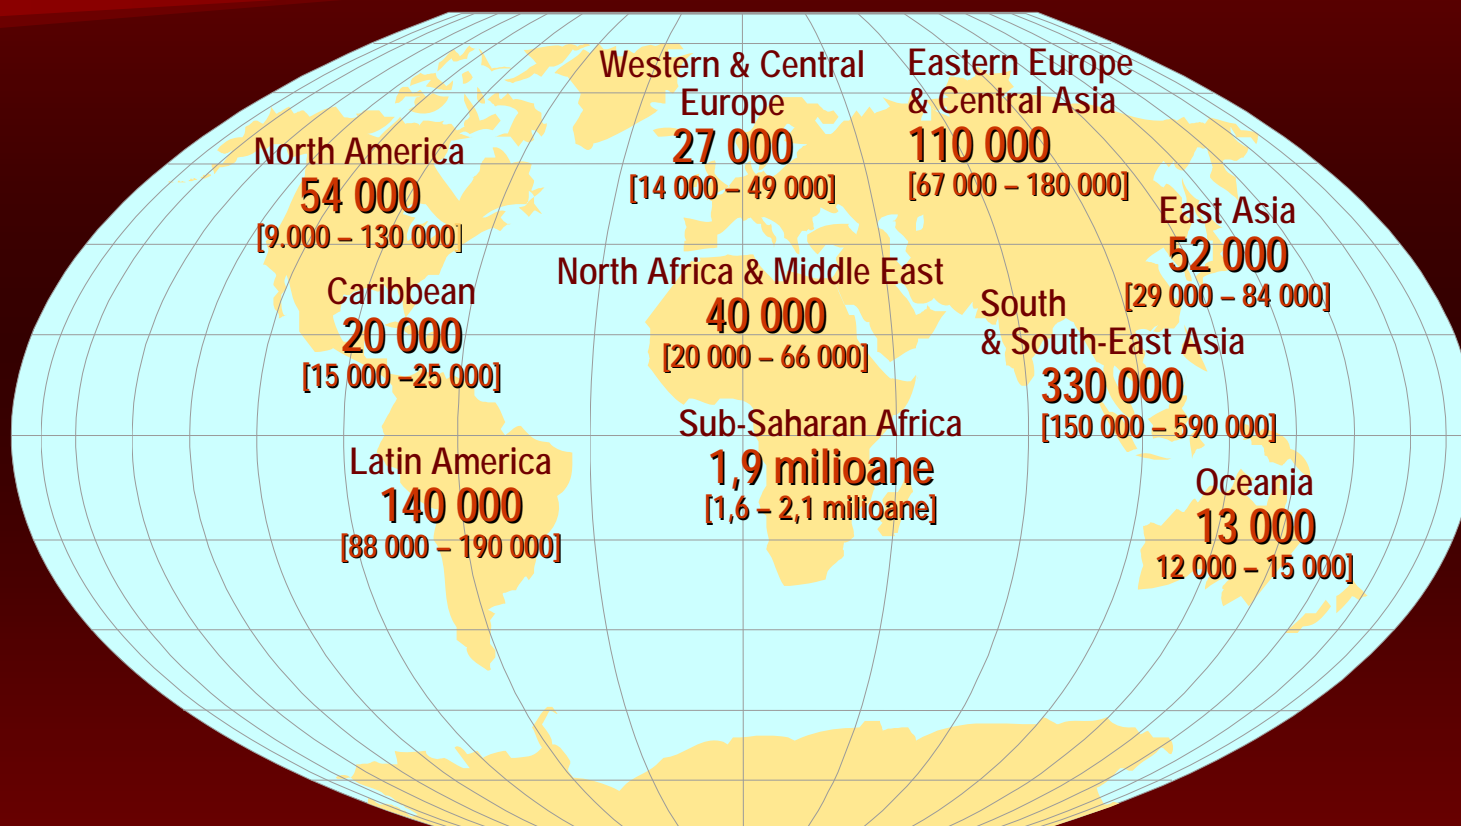 Western & Central
Europe
27 000
[14 000 – 49 000]
Eastern Europe
& Central Asia
110 000
[67 000 – 180 000]
North America
54 000
[9.000 – 130 000]
East Asia
52 000
[29 000 – 84 000]
North Africa & Middle East
40 000
[20 000 – 66 000]
Caribbean
20 000
[15 000 –25 000]
South
& South-East Asia
330 000
[150 000 – 590 000]
Sub-Saharan Africa
1,9 milioane
[1,6 – 2,1 milioane]
Latin America
140 000
[88 000 – 190 000]
Oceania
13 000
12 000 – 15 000]